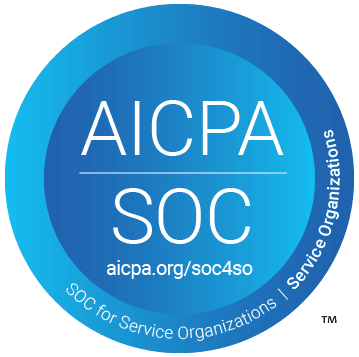 AICPA
SOC
aicpa.org/soc4so
SOC for Service Organizations | Service Organizations
TM